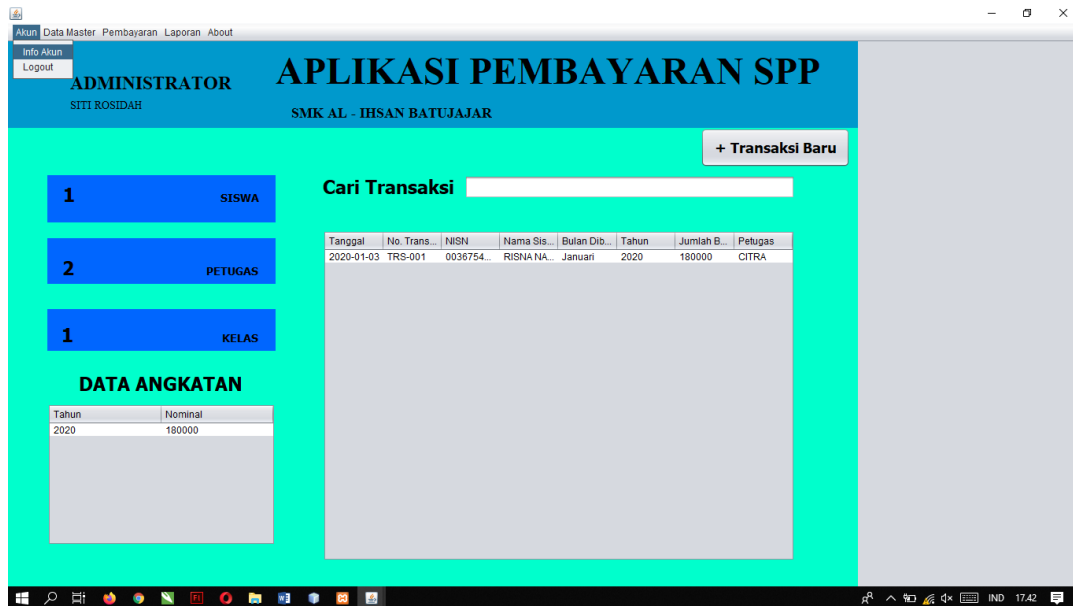 Akun Data Master Pembayaran Laporan About
Info Akun
Logout
ADMINISTRATOR
SITI ROSIDAH
APLIKASI PEMBAYARAN SPP
SMK AL - IHSAN BATUJAJAR
+ Transaksi Baru
1 SISWA
2 PETUGAS
1 KELAS
DATA ANGKATAN
Tahun Nominal
2020 180000
Cari Transaksi
Tanggal No. Trans... NISN Nama Sis... Bulan Dib... Tahun Jumlah B... Petugas
2020-01-03 TRS-001 0036754... RISNA NA... Januari 2020 180000 CITRA
IND 17.42